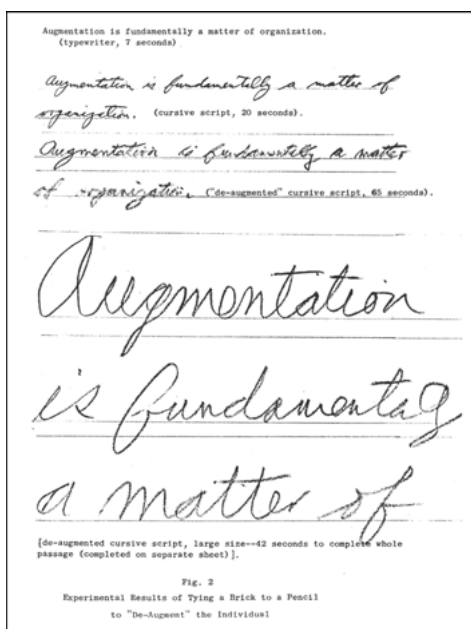 Augmentation is fundamentally a matter of organization.
(typewriter, 7 seconds)
Augmentation is fundamentally a matter of
organization. (cursive script, 20 seconds).
Augmentation is fundamentally a matter
of organization. ("de-augmented" cursive script, 65 seconds).
Augmentation
is fundamentally
a matter of
[de-augmented cursive script, large size--42 seconds to complete whole
passage (completed on separate sheet)].
Fig. 2
Experimental Results of Tying a Brick to a Pencil
to "De-Augment" the Individual